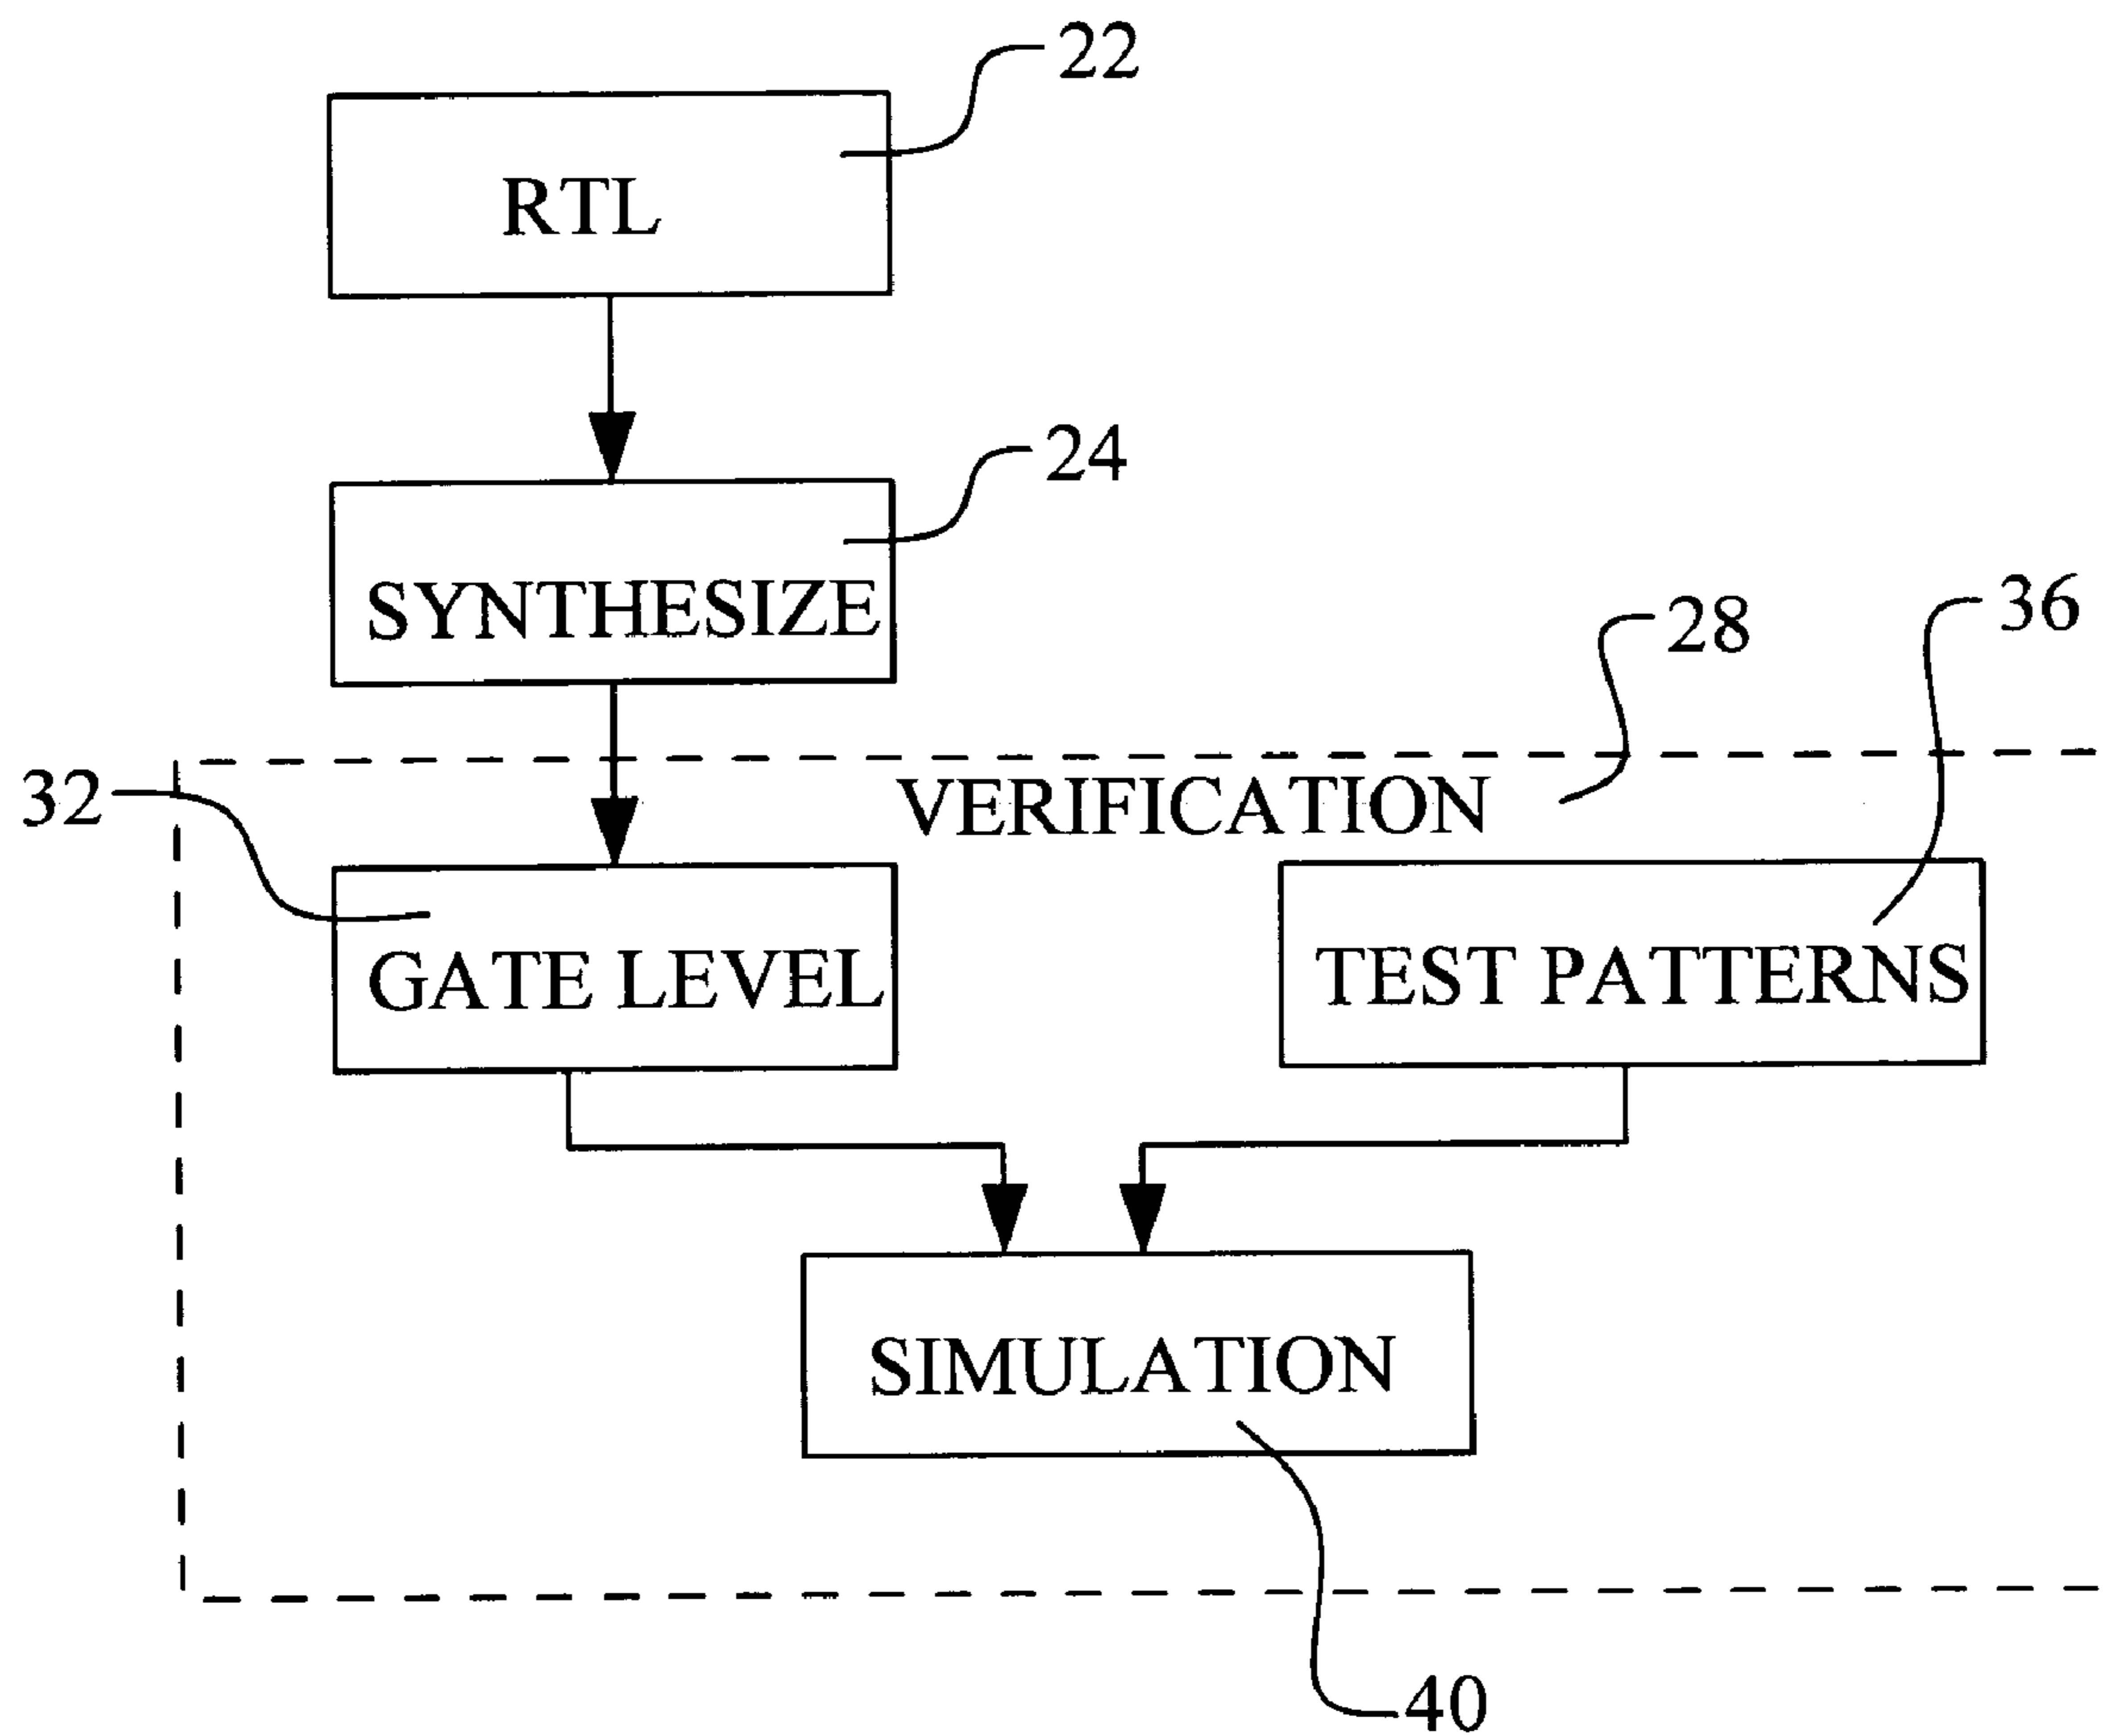 22
RTL
24
SYNTHESIZE
28
36
32
VERIFICATION
GATE LEVEL
TEST PATTERNS
SIMULATION
40